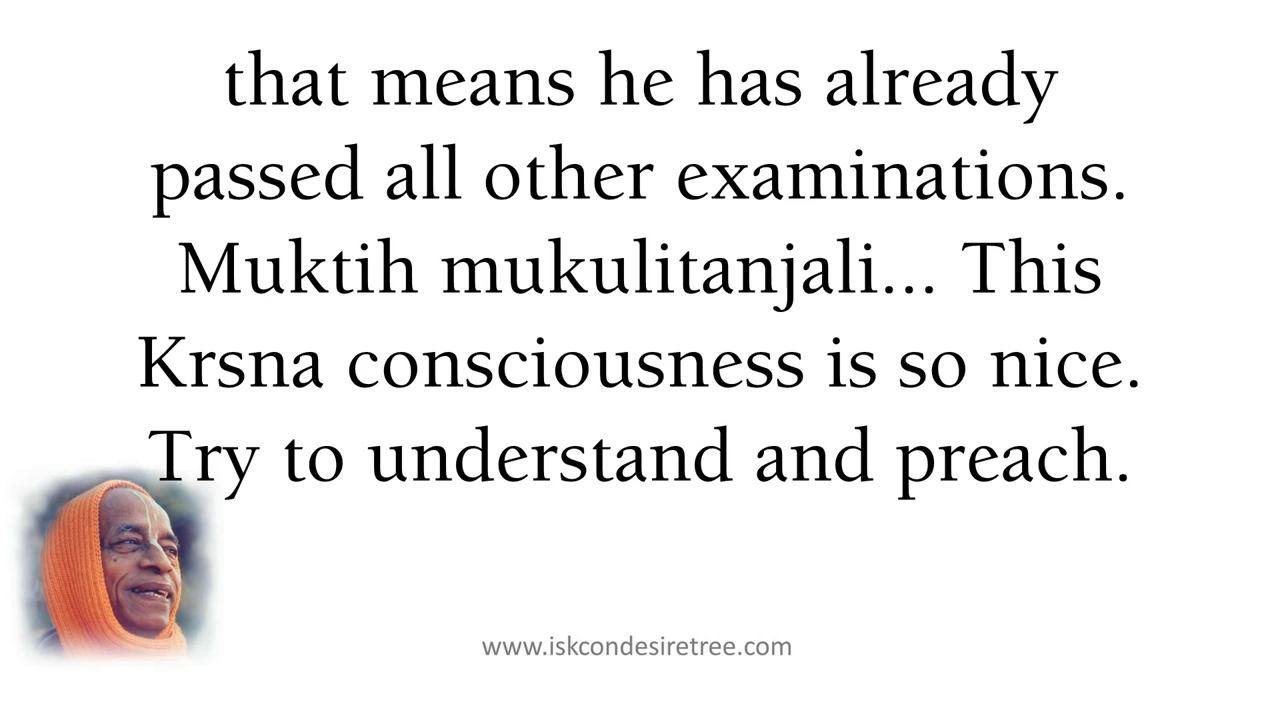 that means he has already
passed all other examinations.
Muktih mukulitanjali... This
Krsna consciousness is so nice.
Try to understand and preach.
www.iskcondesiretree.com